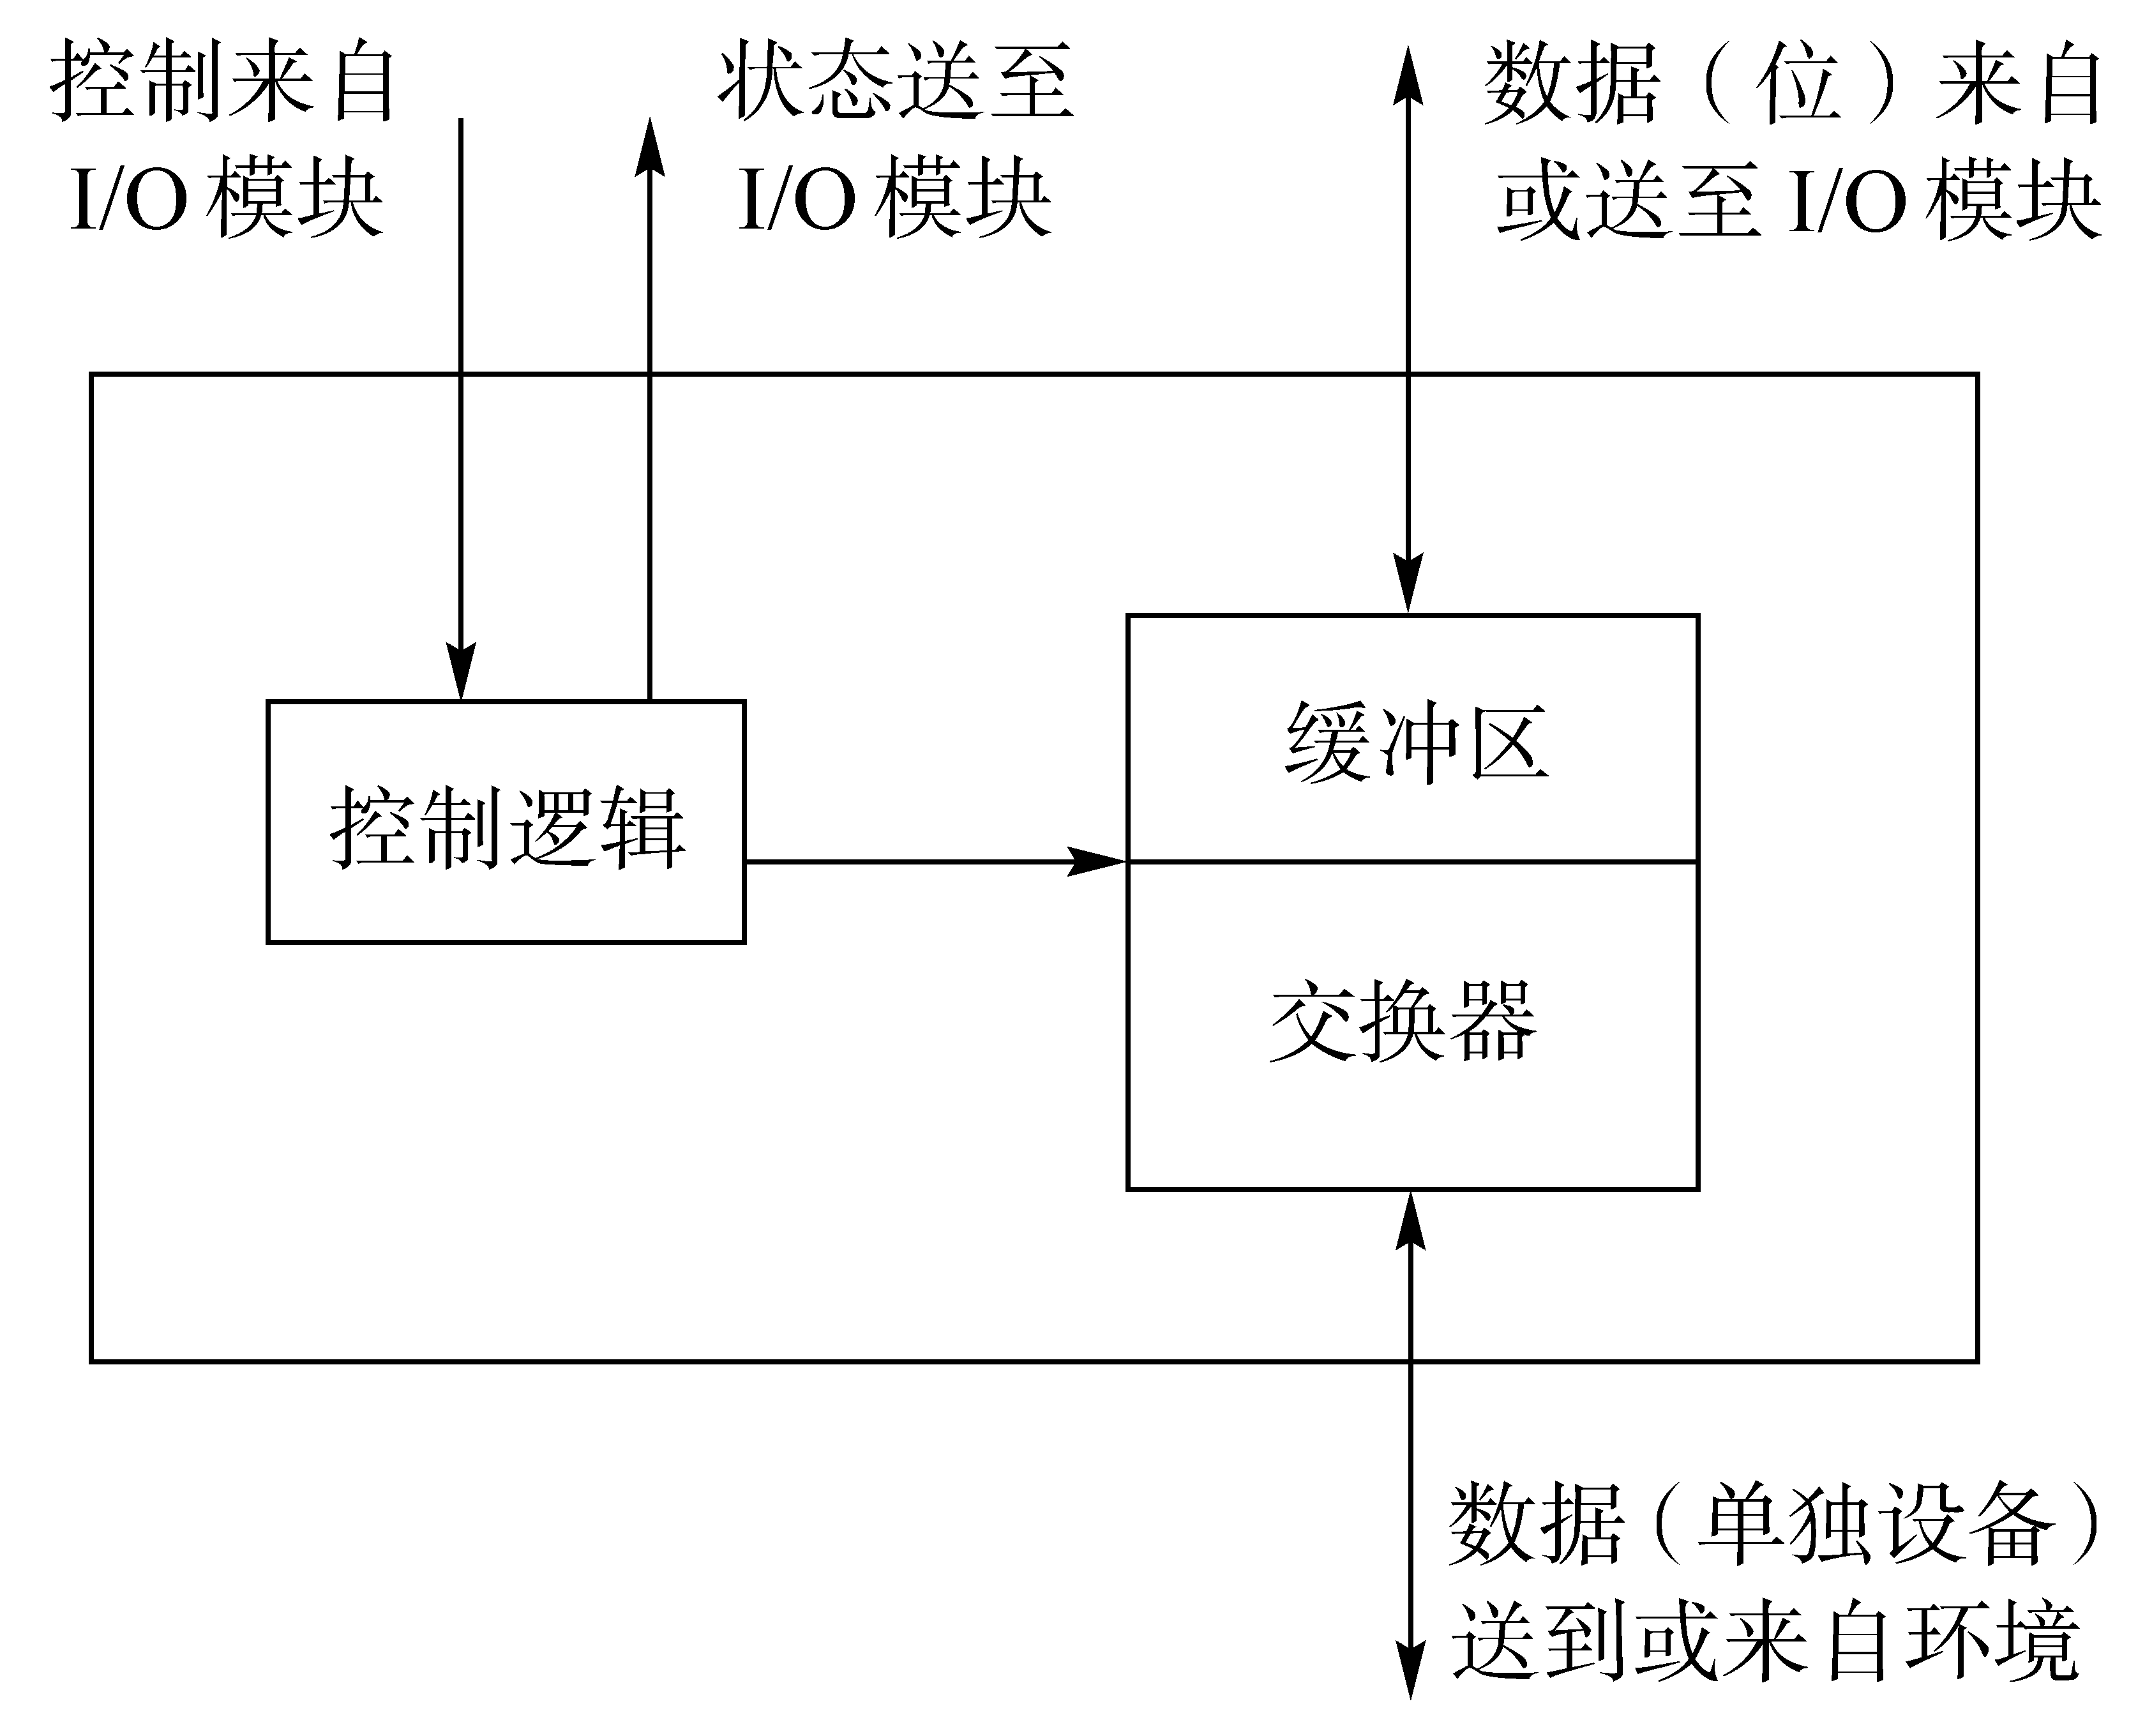 控制来自
I/O 模块
状态送至
I/O 模块
数据（位）来自
或送至 I/O 模块
缓冲区
控制逻辑
交换器
数据（单独设备）
送到或来自环境